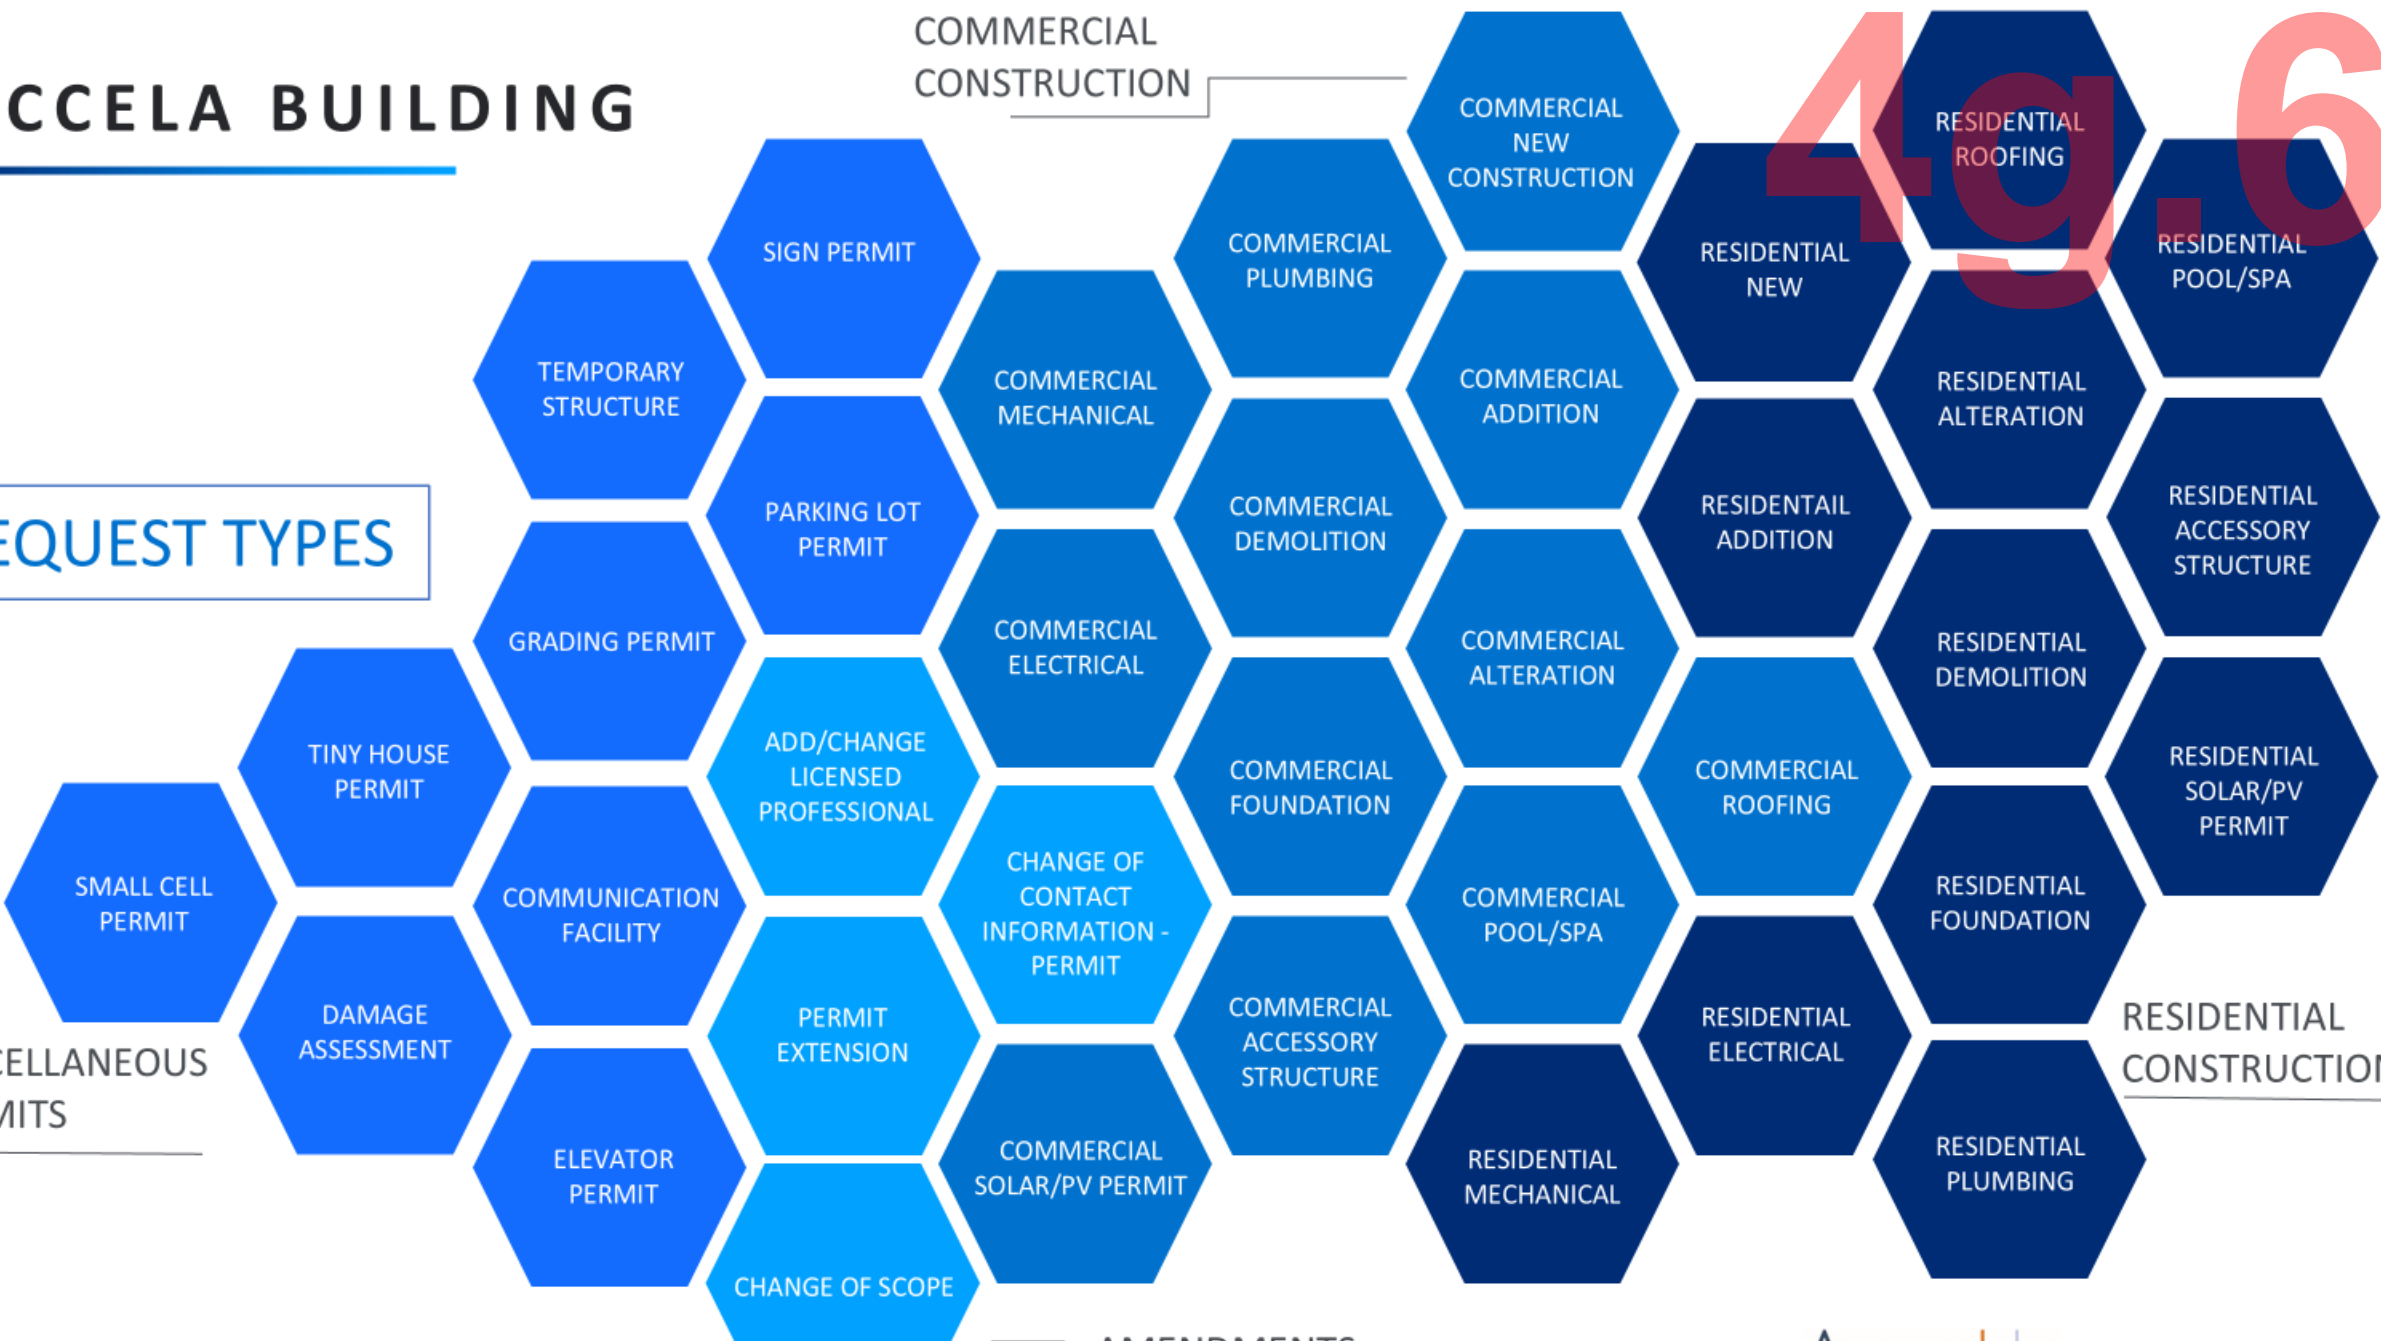 CCELA BUILDING
COMMERCIAL
CONSTRUCTION
4g.6
EQUEST TYPES
SIGN PERMIT
TEMPORARY
STRUCTURE
PARKING LOT
PERMIT
GRADING PERMIT
TINY HOUSE
PERMIT
SMALL CELL
PERMIT
COMMUNICATION
FACILITY
DAMAGE
ASSESSMENT
ELEVATOR
PERMIT
CELLANEOUS
MITS
ADD/CHANGE
LICENSED
PROFESSIONAL
CHANGE OF
CONTACT
INFORMATION -
PERMIT
PERMIT
EXTENSION
CHANGE OF SCOPE
AMENDMENTS
COMMERCIAL
NEW
CONSTRUCTION
COMMERCIAL
PLUMBING
COMMERCIAL
MECHANICAL
COMMERCIAL
ADDITION
COMMERCIAL
DEMOLITION
COMMERCIAL
ELECTRICAL
COMMERCIAL
ALTERATION
COMMERCIAL
FOUNDATION
COMMERCIAL
ROOFING
COMMERCIAL
POOL/SPA
COMMERCIAL
ACCESSORY
STRUCTURE
COMMERCIAL
SOLAR/PV PERMIT
RESIDENTIAL
ROOFING
RESIDENTIAL
NEW
RESIDENTIAL
POOL/SPA
RESIDENTIAL
ALTERATION
RESIDENTAIL
ADDITION
RESIDENTIAL
ACCESSORY
STRUCTURE
RESIDENTIAL
DEMOLITION
RESIDENTIAL
SOLAR/PV
PERMIT
RESIDENTIAL
FOUNDATION
RESIDENTIAL
ELECTRICAL
RESIDENTIAL
MECHANICAL
RESIDENTIAL
PLUMBING
RESIDENTIAL
CONSTRUCTION